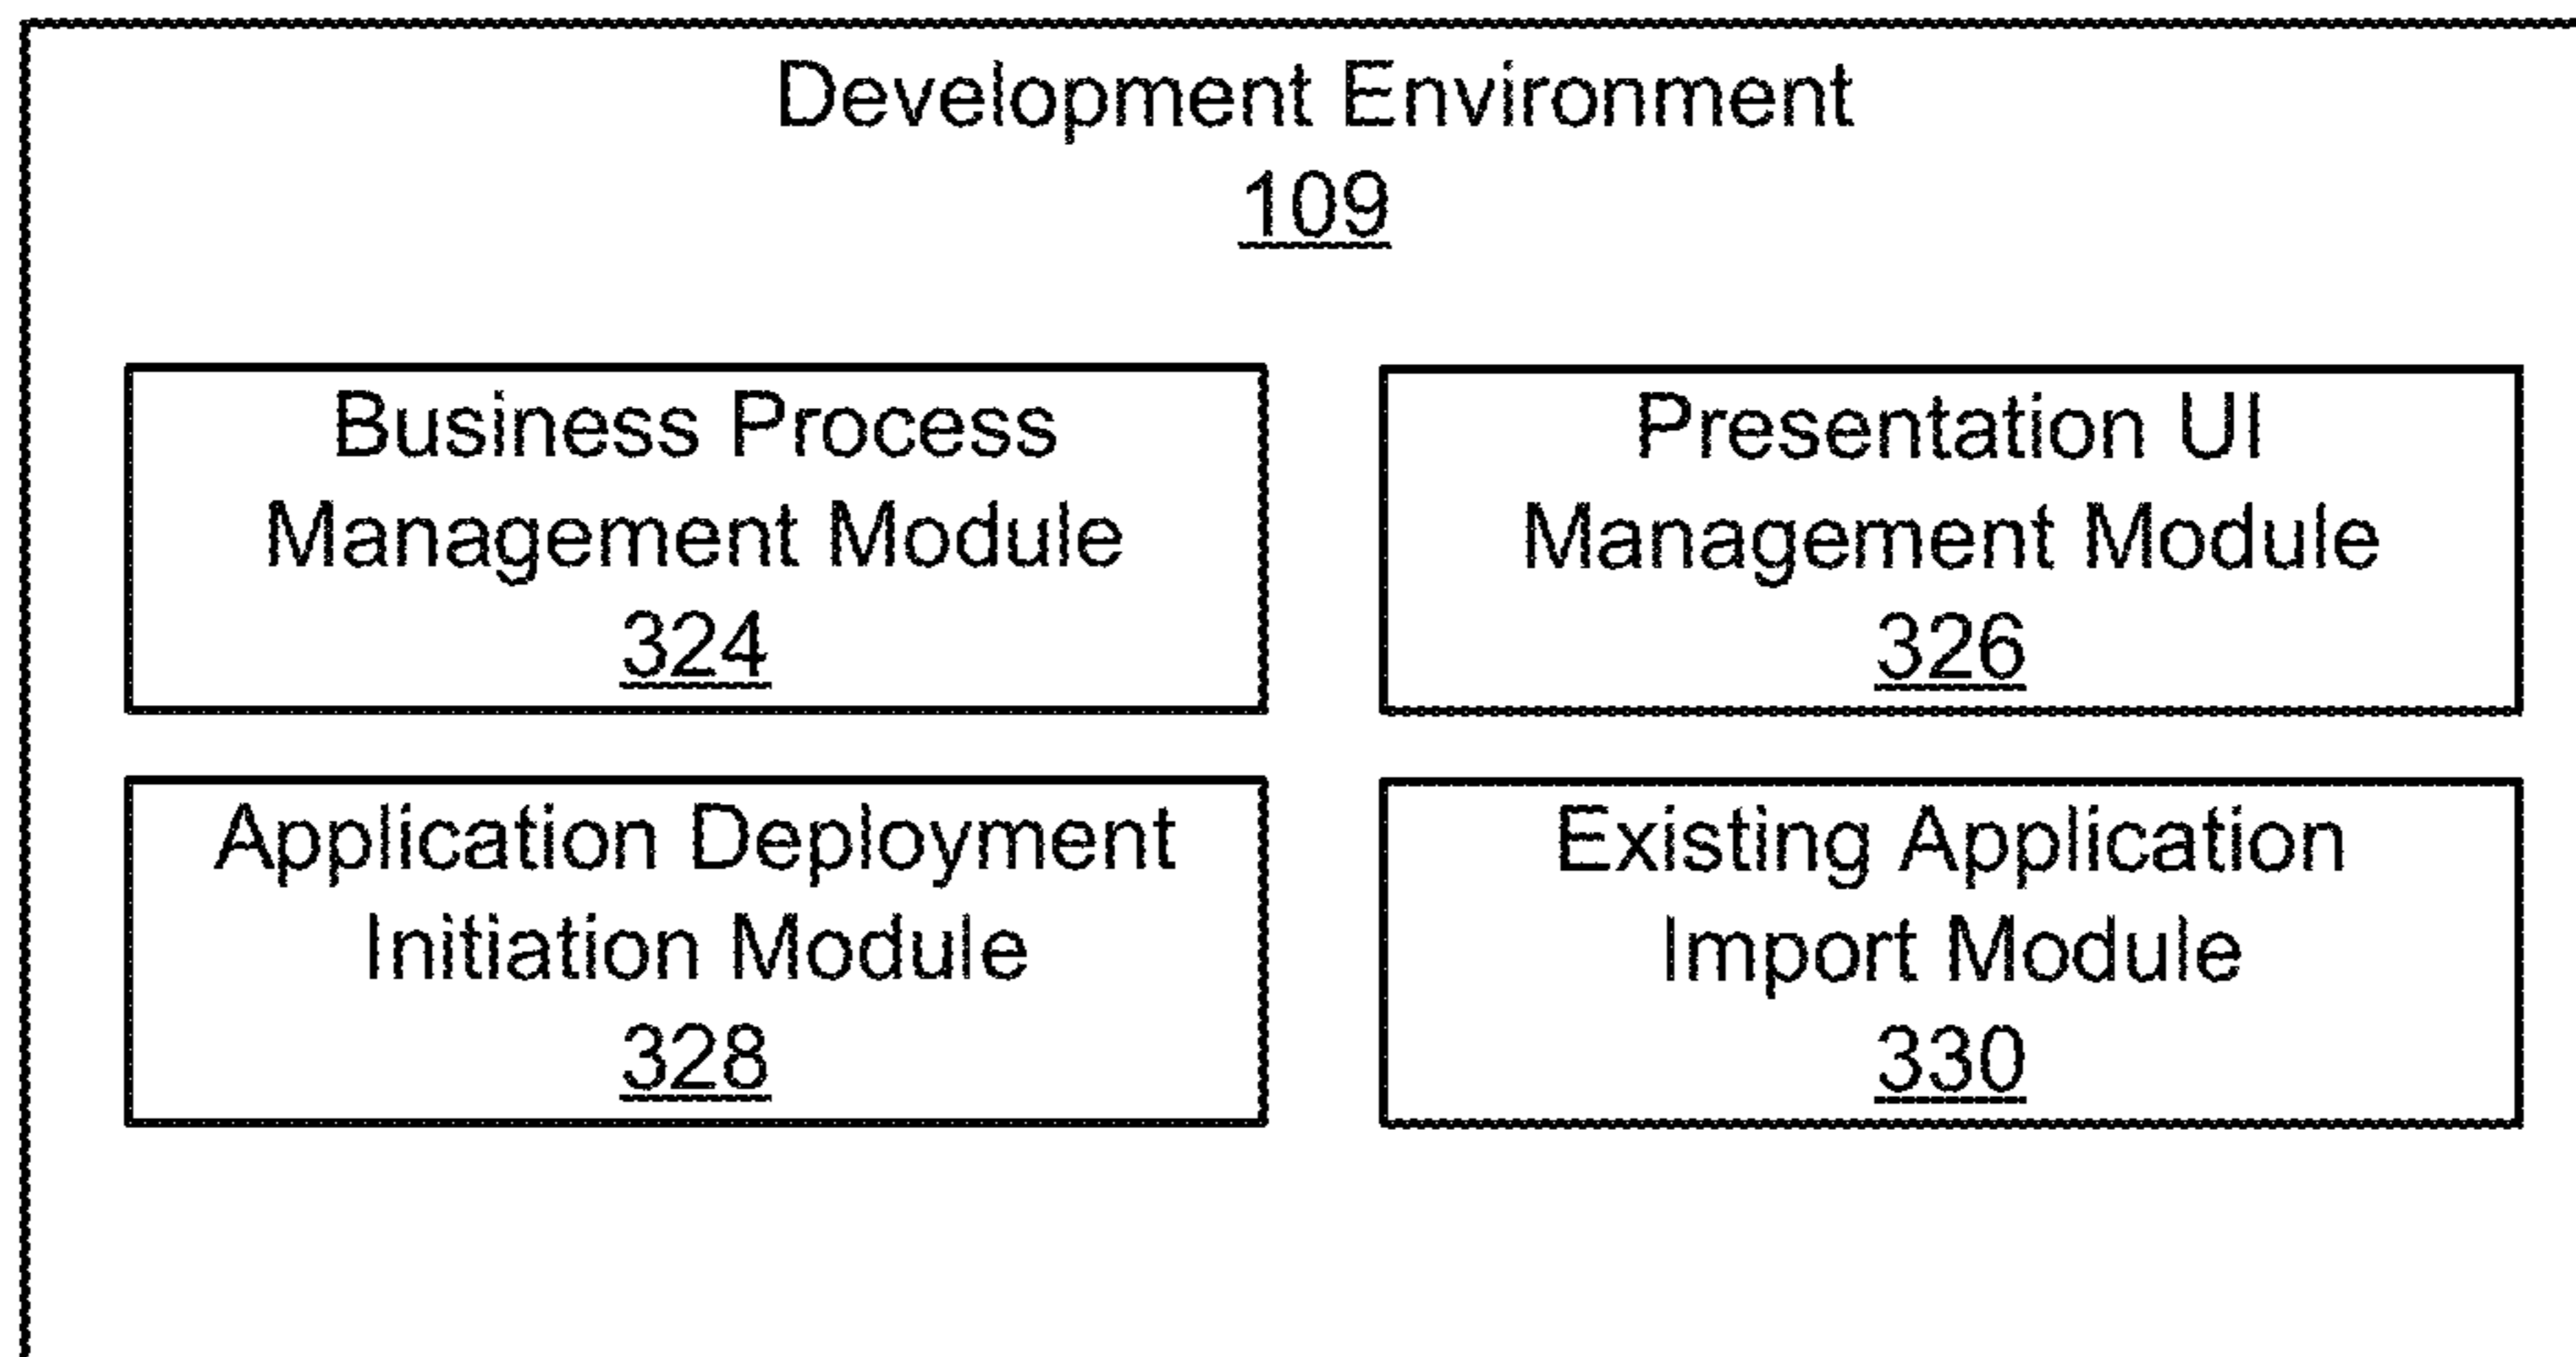 Development Environment
109
Business Process
Management Module
324
Presentation UI
Management Module
326
Application Deployment
Initiation Module
328
Existing Application
Import Module
330